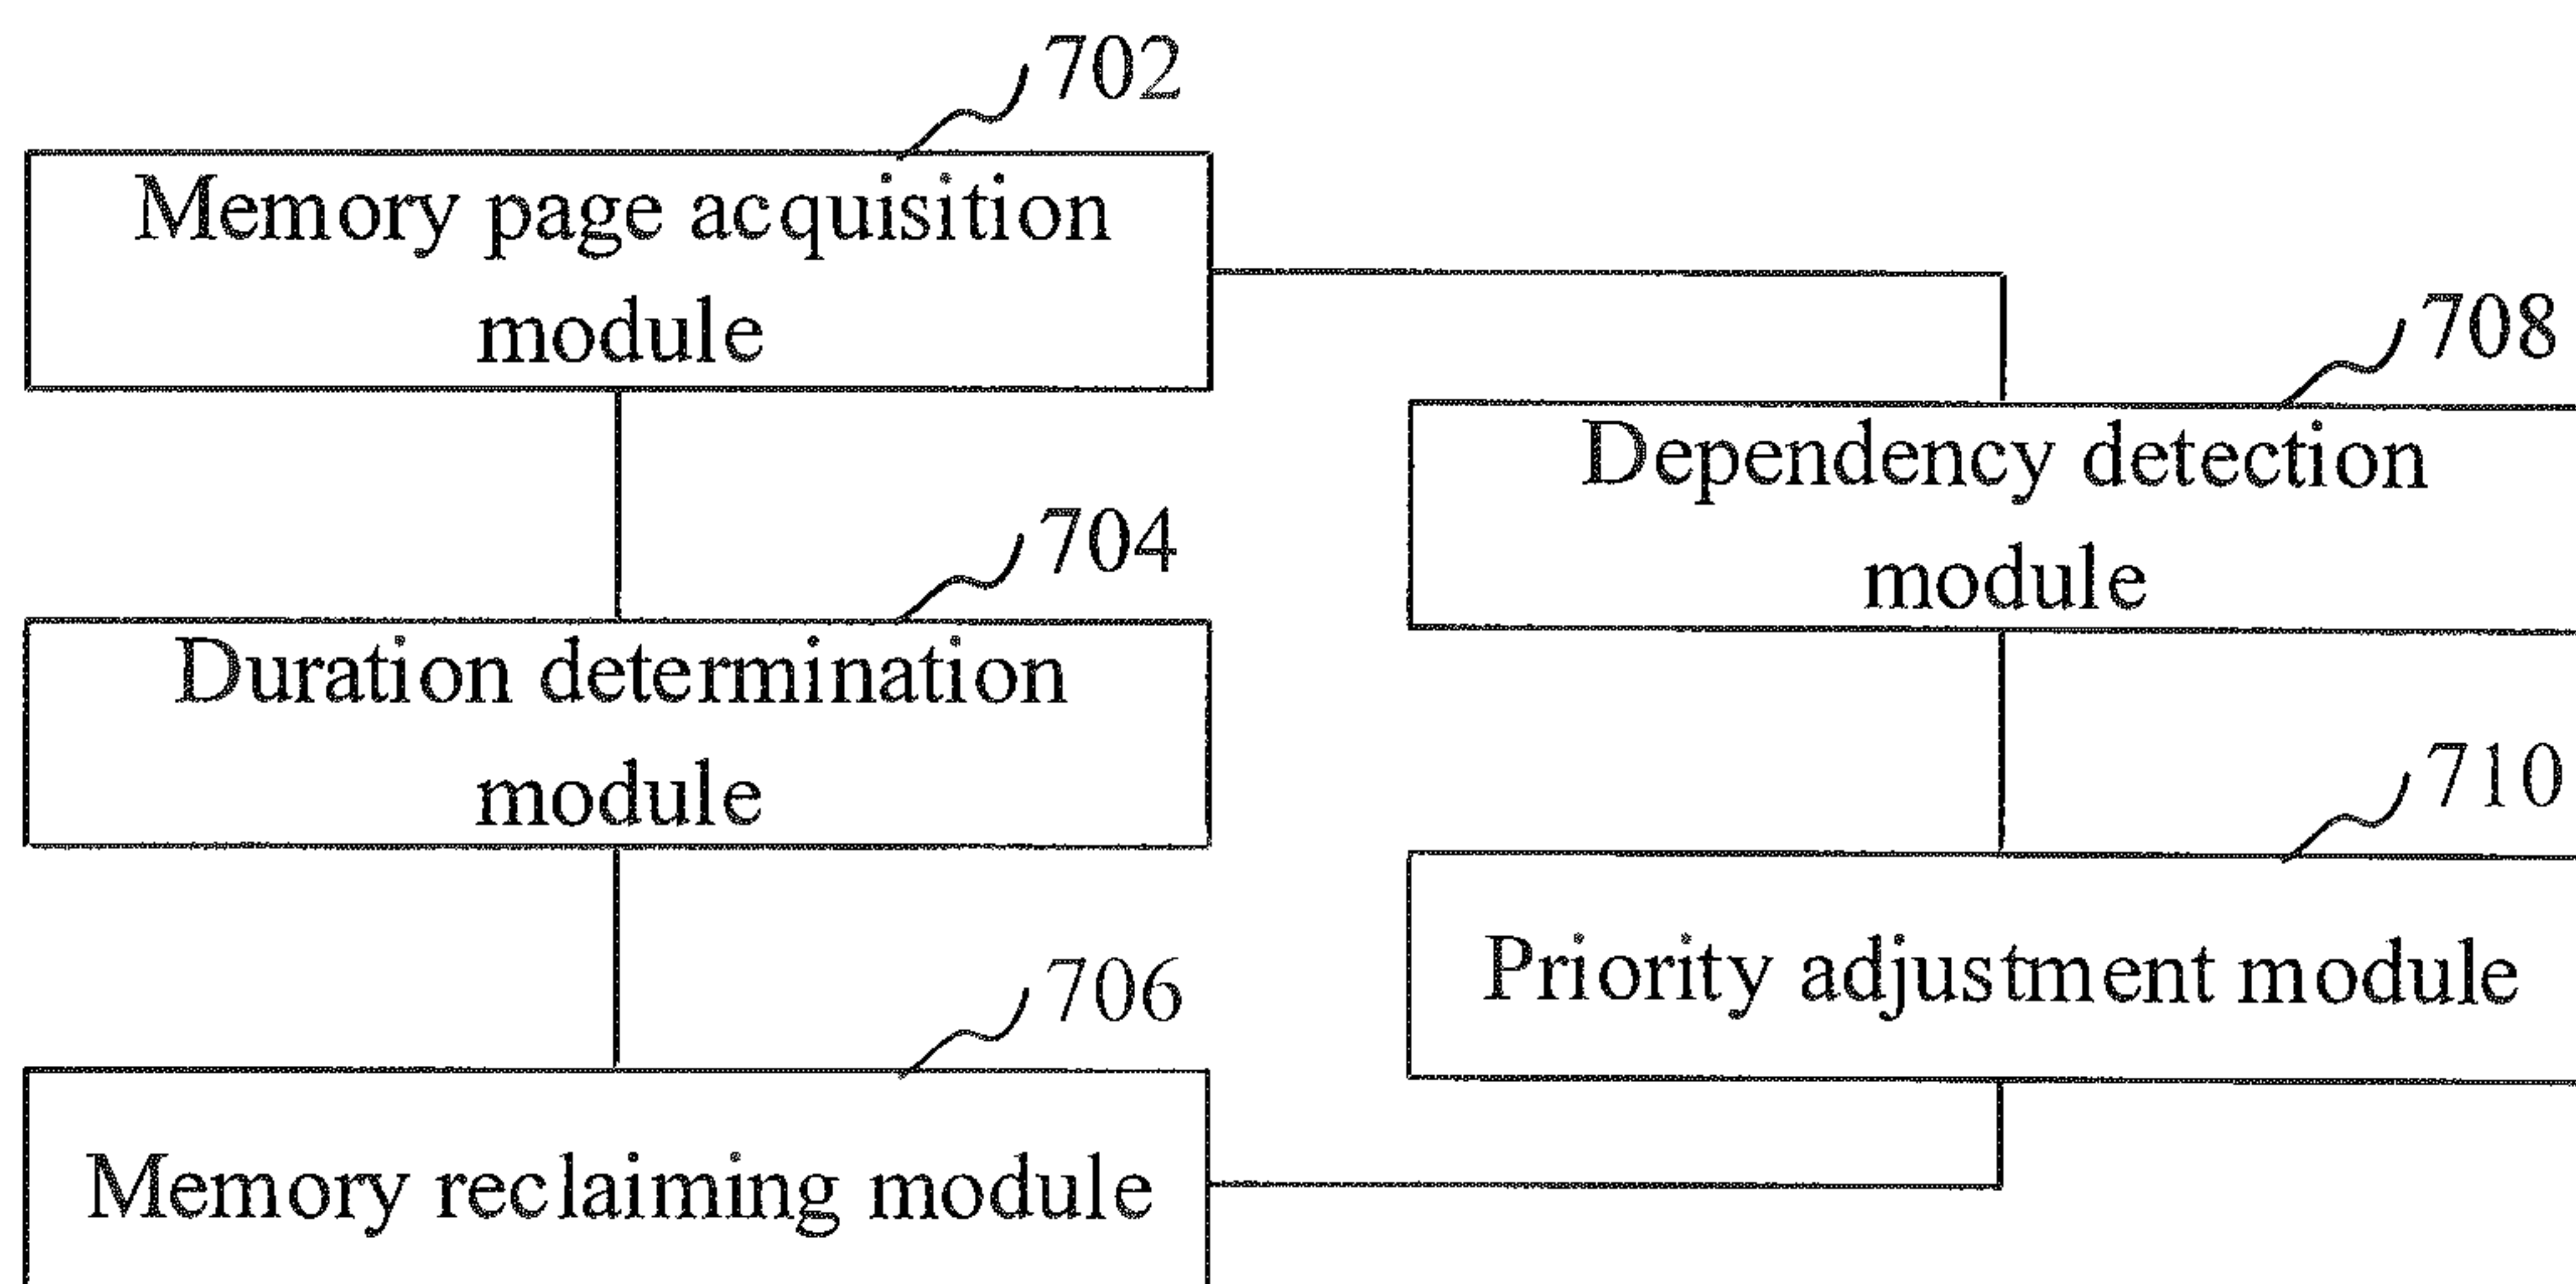 702
Memory page acquisition
module
708
Dependency detection
module
704
Duration determination
module
710
Priority adjustment module
706
Memory reclaiming module